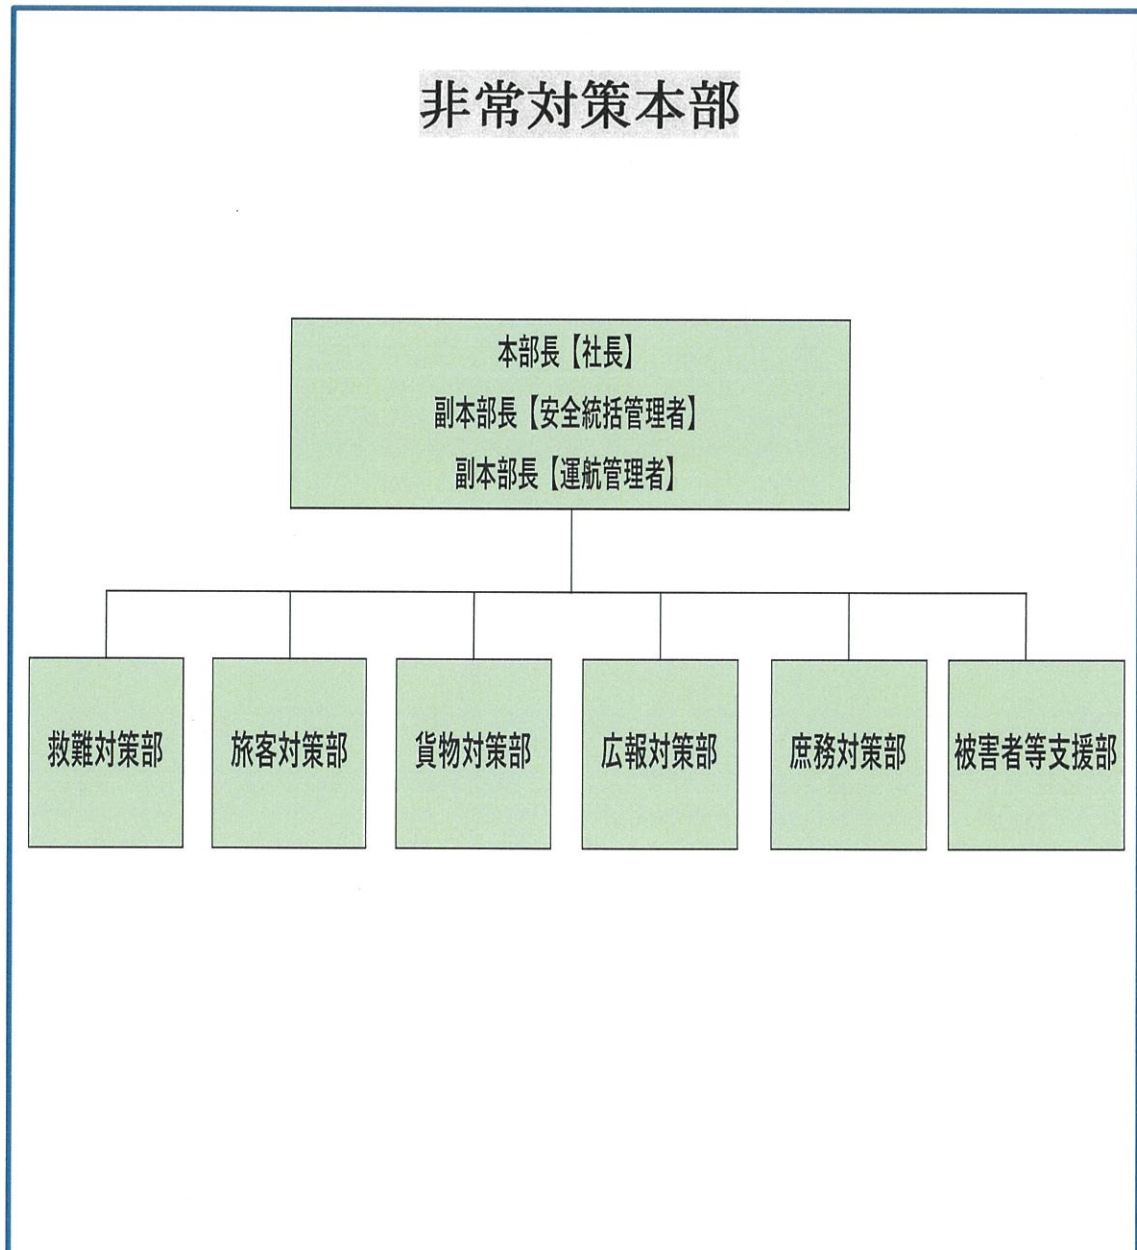 非常対策本部
本部長【社長】
副本部長【安全統括管理者】
副本部長【運航管理者】
救難対策部
旅客対策部
貨物対策部
広報対策部
庶務対策部
被害者等支援部